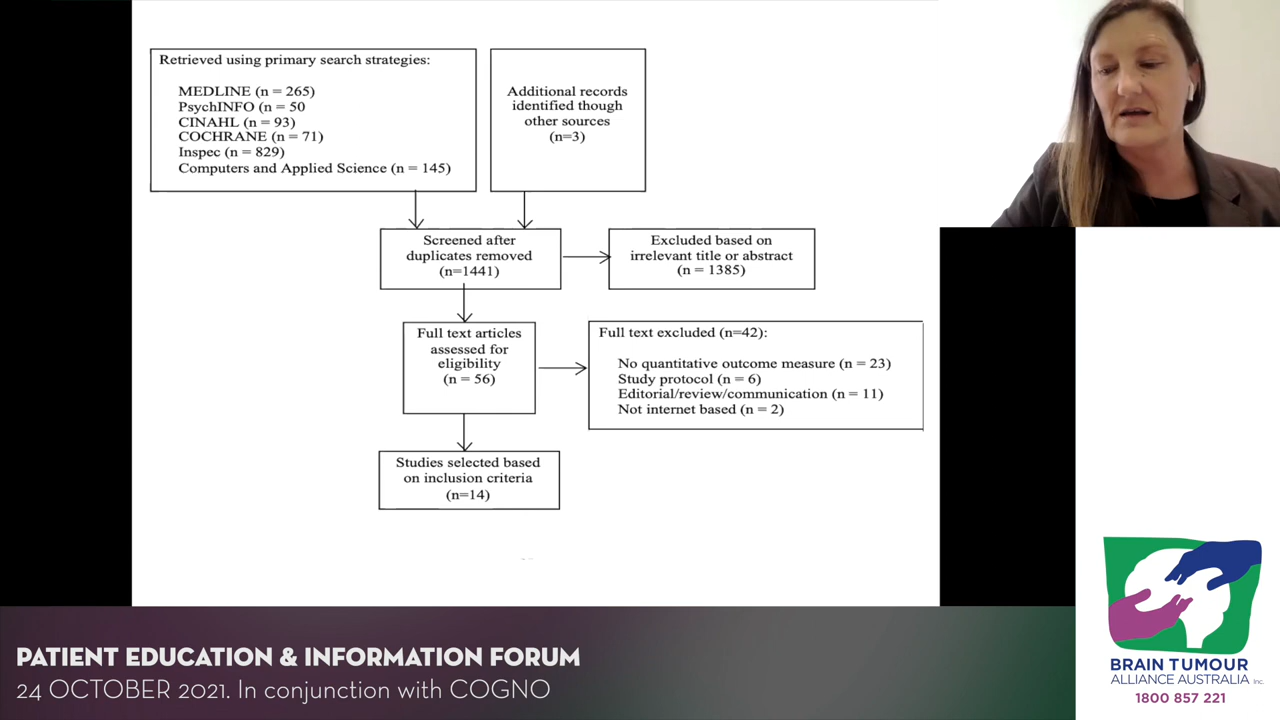 Retrieved using primary search strategies:
MEDLINE (n = 265)
PsychINFO (n = 50
CINAHL (n = 93)
COCHRANE (n = 71)
Inspec (n = 829)
Computers and Applied Science (n = 145)
Additional records
identified though
other sources
(n=3)
Screened after
duplicates removed
(n=1441)
Excluded based on
irrelevant title or abstract
(n = 1385)
Full text articles
assessed for
eligibility
(n = 56)
Full text excluded (n=42):
No quantitative outcome measure (n = 23)
Study protocol (n = 6)
Editorial/review/communication (n = 11)
Not internet based (n = 2)
Studies selected based
on inclusion criteria
(n=14)
PATIENT EDUCATION & INFORMATION FORUM
24 OCTOBER 2021. In conjunction with COGNO
BRAIN TUMOUR
ALLIANCE AUSTRALIA Inc.
1800 857 221